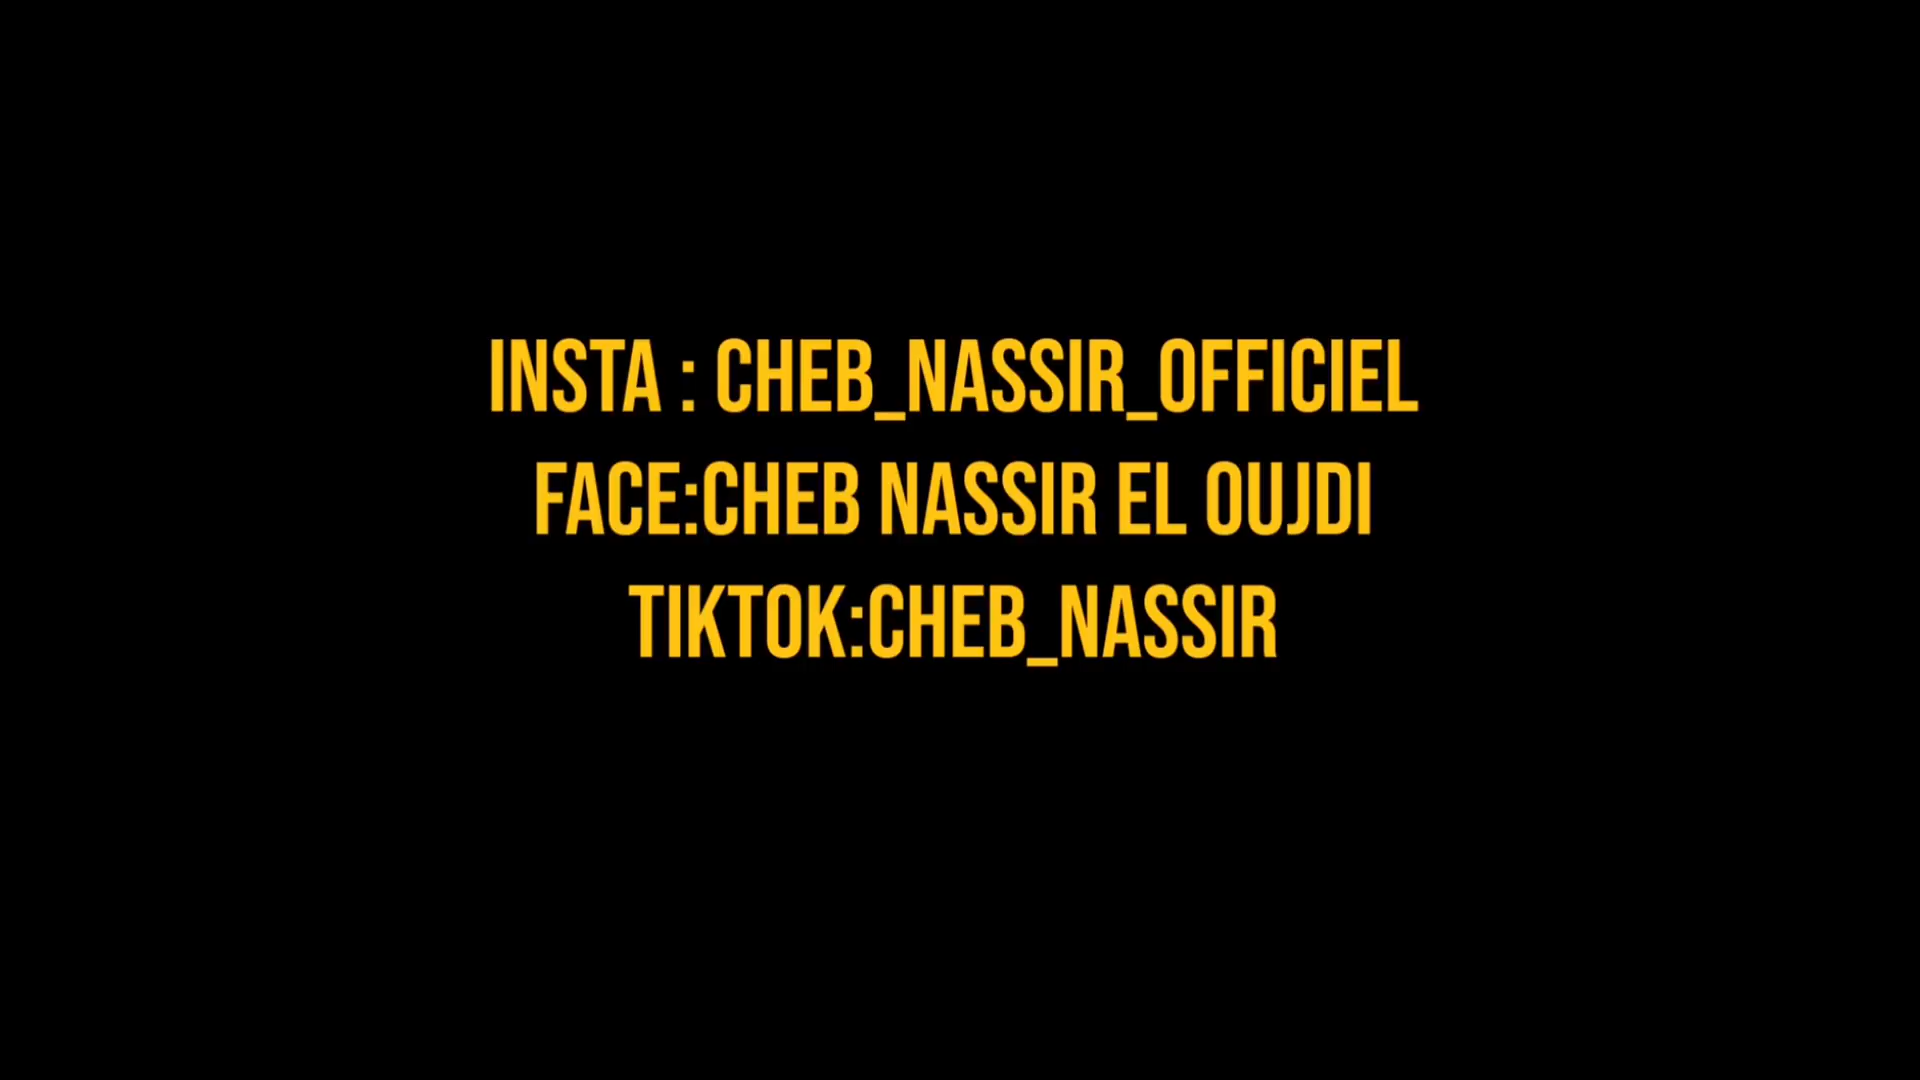 INSTA : CHEB_NASSIR_OFFICIEL
FACE:CHEB NASSIR EL OUJDI
TIKTOK:CHEB_NASSIR